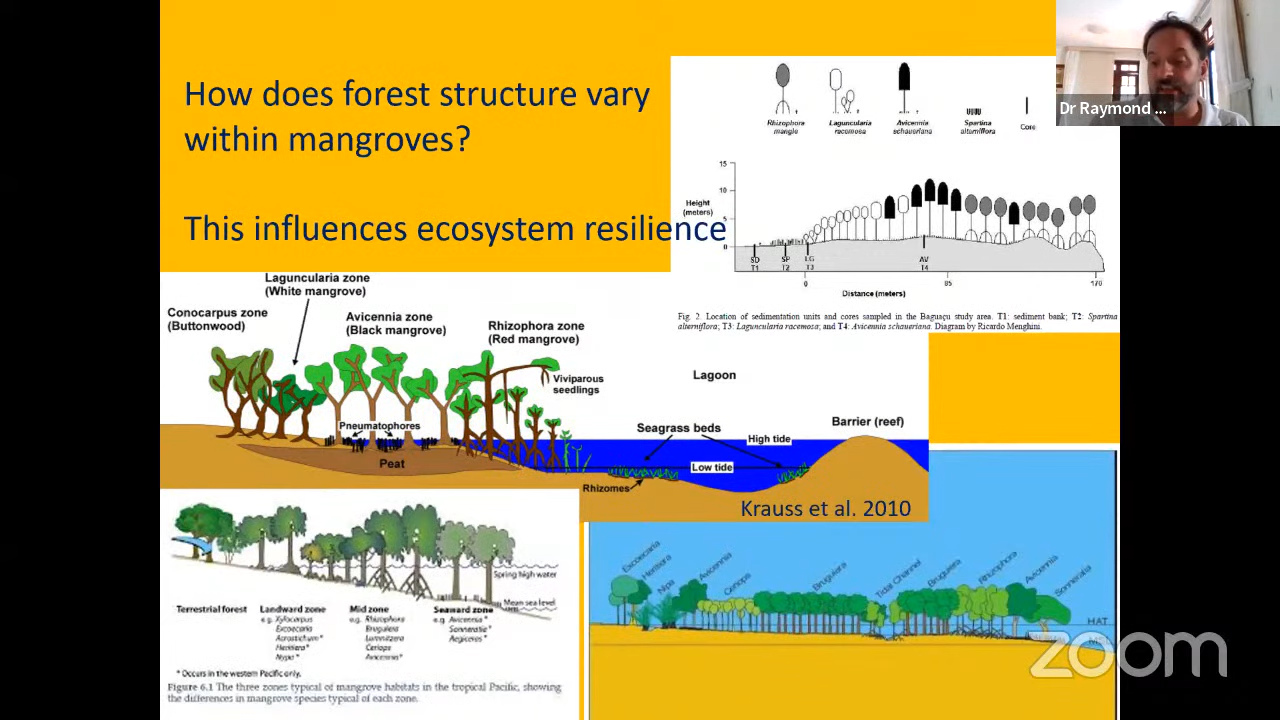 How does forest structure vary
within mangroves?
This influences ecosystem resilience
Dr Raymond ...
Rhizophora
mangle
Laguncularia
racemosa
Avicennia
schaueriana
Spartina
alterniflora
Core
15
10
5
0
Height
(meters)
SD
T1
SP
T2
LG
T3
AV
T4
0
85
170
Distance (meters)
Fig. 2. Location of sedimentation units and cores sampled in the Baguaçu study area. T1: sediment bank; T2: Spartina
alterniflora; T3: Laguncularia racemosa; and T4: Avicennia schaueriana. Diagram by Ricardo Menghini.
Laguncularia zone
(White mangrove)
Conocarpus zone
(Buttonwood)
Avicennia zone
(Black mangrove)
Rhizophora zone
(Red mangrove)
Viviparous
seedlings
Lagoon
Pneumatophores
Peat
Seagrass beds
High tide
Barrier (reef)
Low tide
Rhizomes
Krauss et al. 2010
Spring high water
Mean sea level
Terrestrial forest
Landward zone
e.g. Xylocarpus
Excoecaria
Acrostichum*
Heritiera*
Nypa*
Mid zone
e.g. Rhizophora
Bruguiera
Lumnitzera
Ceriops
Avicennia*
Seaward zone
e.g. Avicennia*
Sonneratia*
Aegiceras*
* Occurs in the western Pacific only.
Figure 6.1 The three zones typical of mangrove habitats in the tropical Pacific, showing
the differences in mangrove species typical of each zone.
Excoecaria
Heritiera
Nipa
Avicennia
Ceriops
Bruguiera
Tidal Channel
Bruguiera
Rhizophora
Avicennia
Sonneratia
HAT
zoom